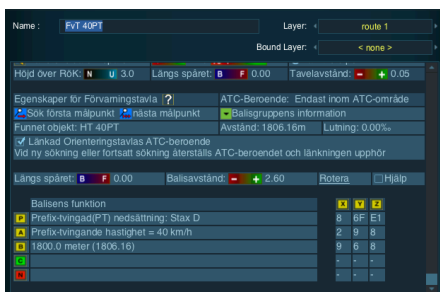 Name : FvT 40PT Layer: route 1
Bound Layer: < none >
Höjd över RöK: N U 3.0 Längs spåret: B F 0.00 Tavelavstånd: - + 0.05
Egenskaper för Förvarningstavla ? ATC-Beroende: Endast inom ATC-område
Sök första målpunkt nästa målpunkt Balisgruppens information
Funnet objekt: HT 40PT Avstånd: 1806.16m Lutning: 0.00‰
Länkad Orienteringstavlas ATC-beroende
Vid ny sökning eller fortsatt sökning återställs ATC-beroendet och länkningen upphör
Längs spåret: B F 0.00 Balisavstånd: - + 2.60 Rotera Hjälp
Balisens funktion X Y Z
P Prefix-tvingad(PT) nedsättning: Stax D 8 6F E1
A Prefix-tvingande hastighet = 40 km/h 2 9 8
B 1800.0 meter (1806.16) 9 6 8
C - - -
N - - -